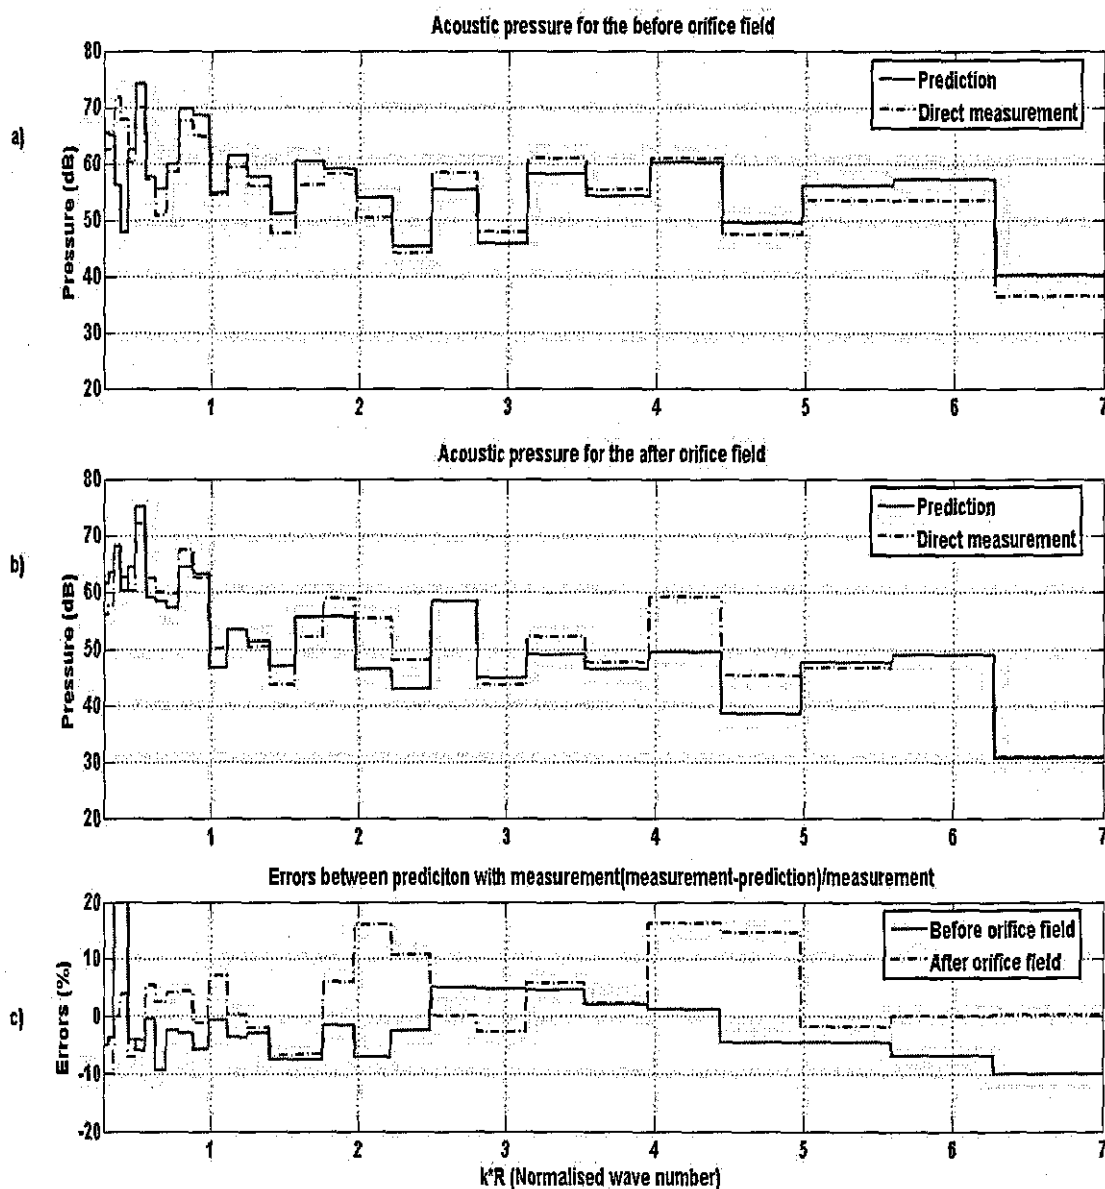 Acoustic pressure for the before orifice field
a)
Pressure (dB)
80
70
60
50
40
30
20
Prediction
Direct measurement
1 2 3 4 5 6 7
Acoustic pressure for the after orifice field
b)
Pressure (dB)
80
70
60
50
40
30
20
Prediction
Direct measurement
1 2 3 4 5 6 7
Errors between prediciton with measurement(measurement-prediction)/measurement
c)
Errors (%)
20
10
0
-10
-20
Before orifice field
After orifice field
1 2 3 4 5 6 7
k*R (Normalised wave number)